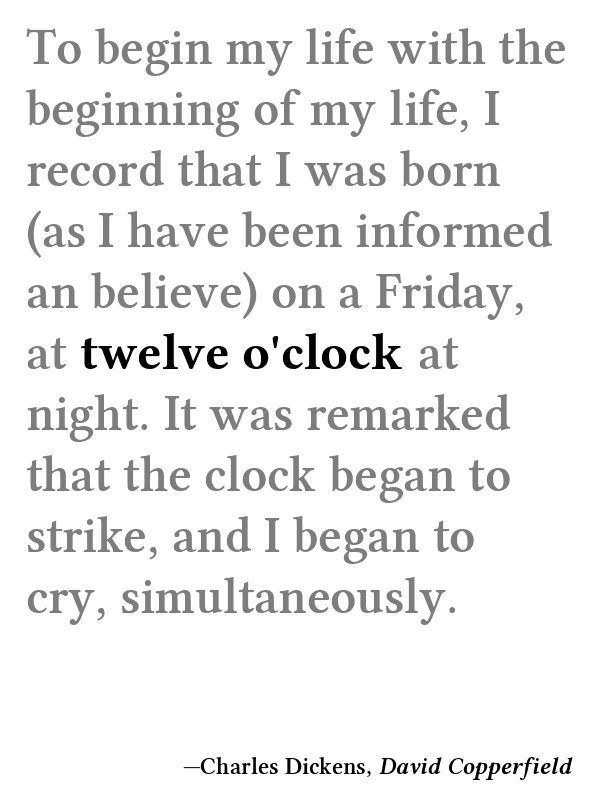 To begin my life with the
beginning of my life, I
record that I was born
(as I have been informed
an believe) on a Friday,
at twelve o'clock at
night. It was remarked
that the clock began to
strike, and I began to
cry, simultaneously.
—Charles Dickens, David Copperfield